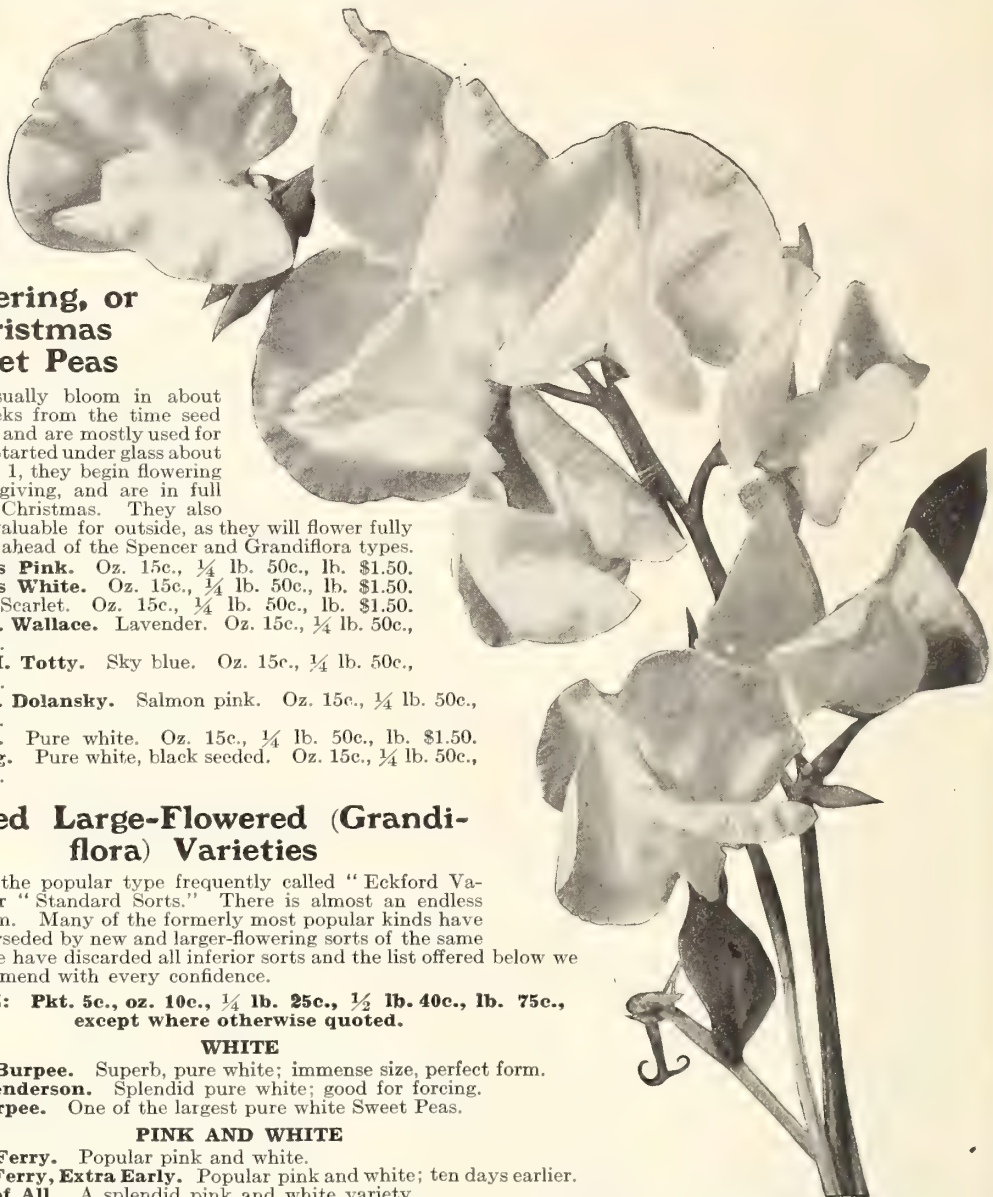 ering, or
ristmas
et Peas
sually bloom in about
eks from the time seed
and are mostly used for
tarted under glass about
1, they begin flowering
giving, and are in full
Christmas. They also
aluable for outside, as they will flower fully
ahead of the Spencer and Grandiflora types.
s Pink. Oz. 15c., ¼ lb. 50c., lb. $1.50.
s White. Oz. 15c., ¼ lb. 50c., lb. $1.50.
Scarlet. Oz. 15c., ¼ lb. 50c., lb. $1.50.
. Wallace. Lavender. Oz. 15c., ¼ lb. 50c.,
I. Totty. Sky blue. Oz. 15c., ¼ lb. 50c.,
. Dolansky. Salmon pink. Oz. 15c., ¼ lb. 50c.,
. Pure white. Oz. 15c., ¼ lb. 50c., lb. $1.50.
g. Pure white, black seeded. Oz. 15c., ¼ lb. 50c.,
ed Large-Flowered (Grandi-
flora) Varieties
the popular type frequently called "Eckford Va-
r "Standard Sorts." There is almost an endless
n. Many of the formerly most popular kinds have
rseded by new and larger-flowering sorts of the same
e have discarded all inferior sorts and the list offered below we
mend with every confidence.
: Pkt. 5c., oz. 10c., ¼ lb. 25c., ½ lb. 40c., lb. 75c.,
except where otherwise quoted.
WHITE
Burpee. Superb, pure white; immense size, perfect form.
enderson. Splendid pure white; good for forcing.
rpee. One of the largest pure white Sweet Peas.
PINK AND WHITE
Ferry. Popular pink and white.
Ferry, Extra Early. Popular pink and white; ten days earlier.
of All. A splendid pink and white variety